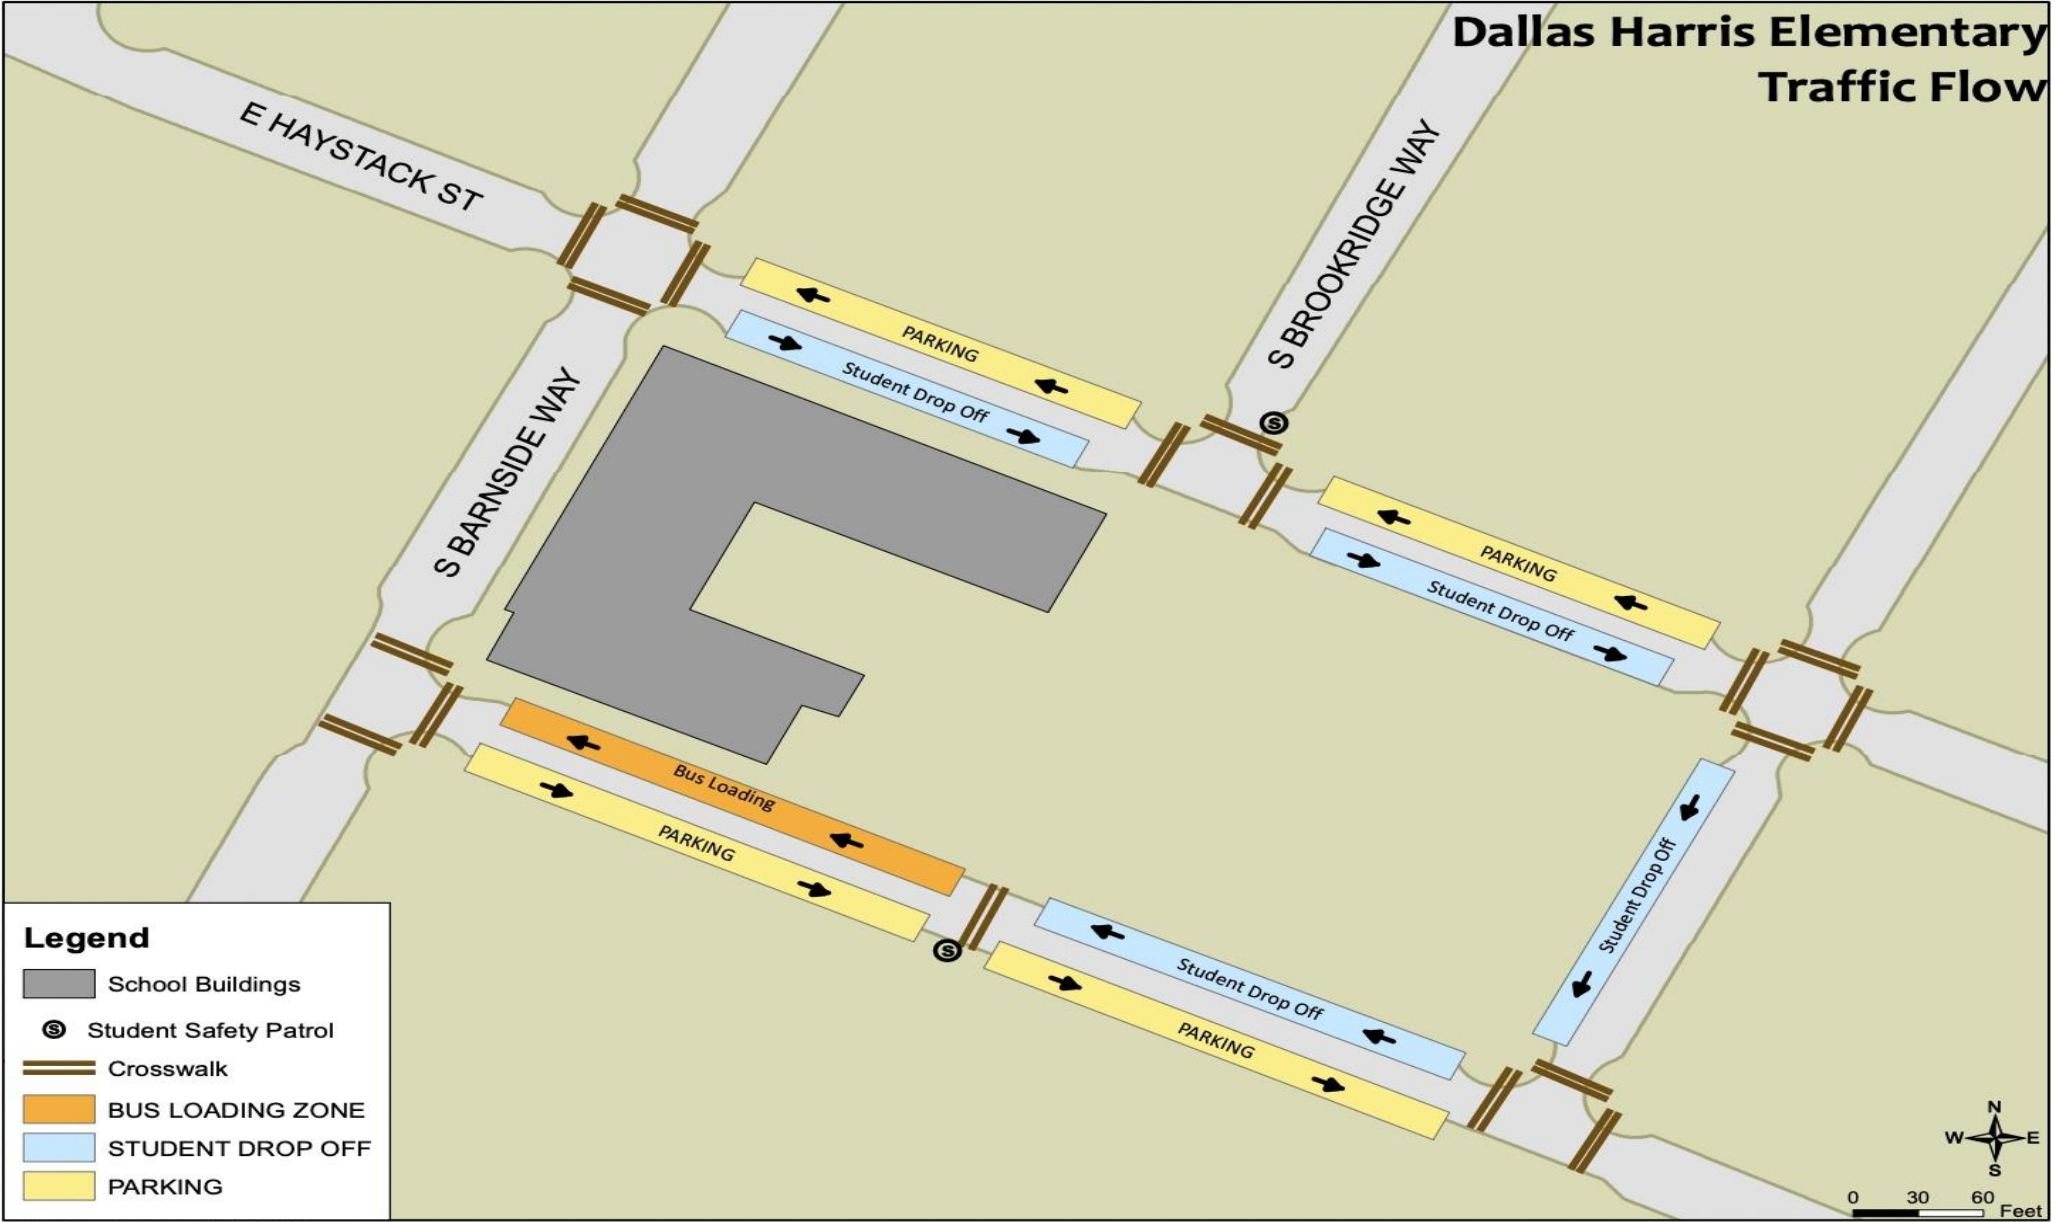 Dallas Harris Elementary
Traffic Flow
E HAYSTACK ST
S BROOKRIDGE WAY
S BARNSIDE WAY
PARKING
Student Drop Off
S
PARKING
Student Drop Off
Bus Loading
PARKING
Student Drop Off
S
Student Drop Off
PARKING
Legend
School Buildings
S Student Safety Patrol
Crosswalk
BUS LOADING ZONE
STUDENT DROP OFF
PARKING
N
W E
S
0 30 60
Feet